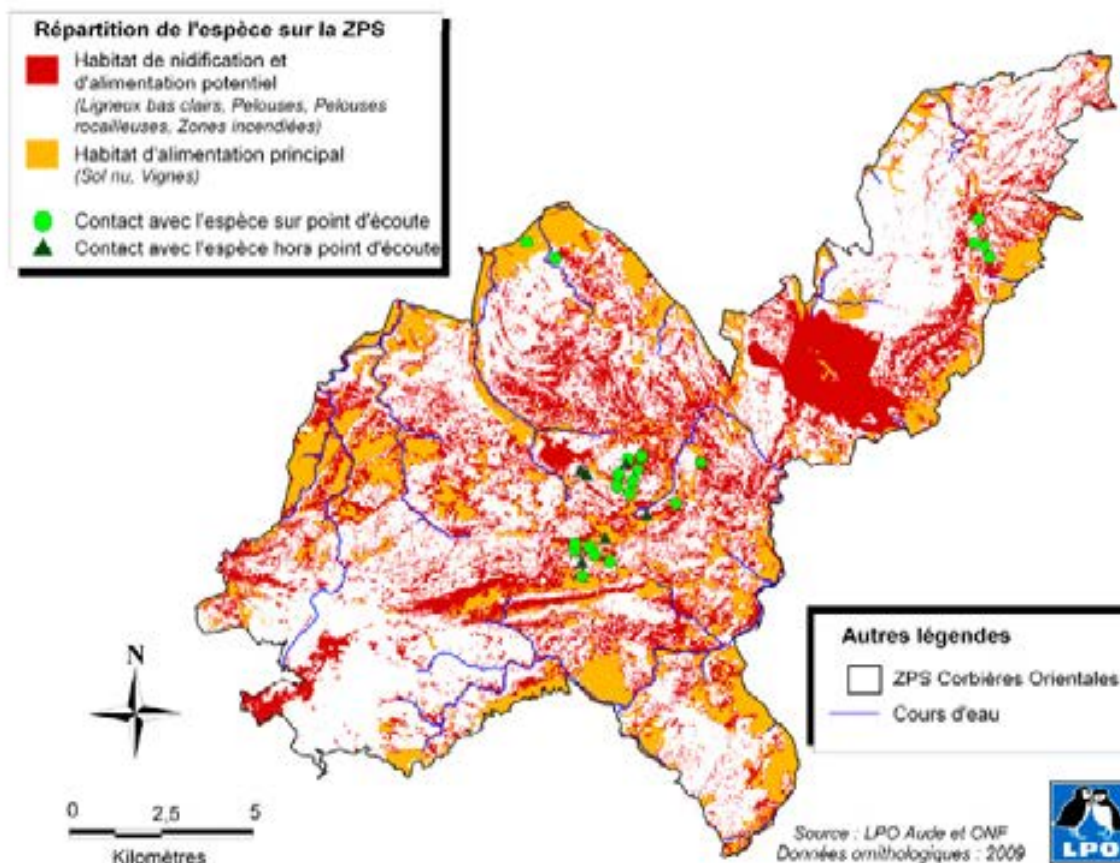 Répartition de l'espèce sur la ZPS
Habitat de nidification et
d'alimentation potentiel
(Ligneux bas clairs, Pelouses, Pelouses
rocailleuses, Zones incendiées)
Habitat d'alimentation principal
(Sol nu, Vignes)
Contact avec l'espèce sur point d'écoute
Contact avec l'espèce hors point d'écoute
N
0 2,5 5
Kilomètres
Autres légendes
ZPS Corbières Orientales
Cours d'eau
Source : LPO Aude et ONF
Données ornithologiques : 2009
LPO